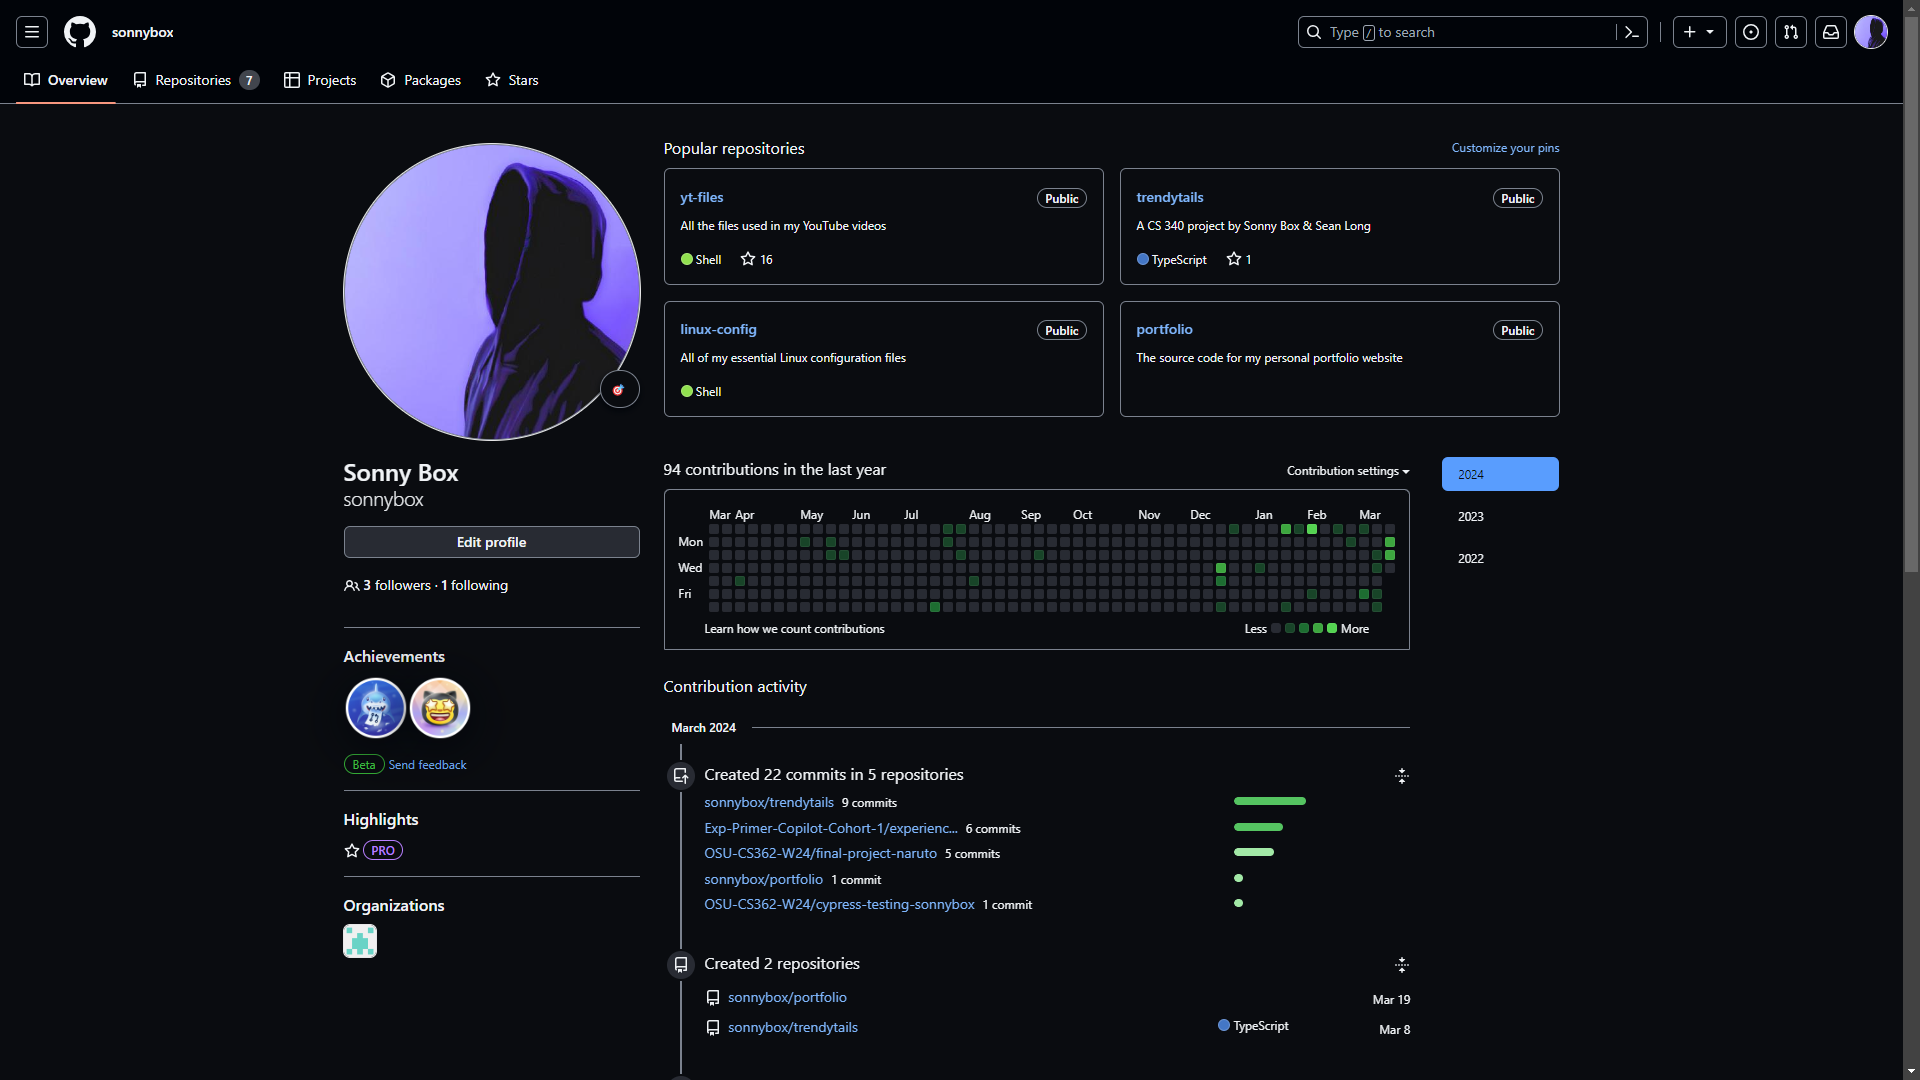 sonnybox
Type / to search
Overview
Repositories 7
Projects
Packages
Stars
Popular repositories
Customize your pins
yt-files
Public
All the files used in my YouTube videos
Shell
16
trendytails
Public
A CS 340 project by Sonny Box & Sean Long
TypeScript
1
linux-config
Public
All of my essential Linux configuration files
Shell
portfolio
Public
The source code for my personal portfolio website
Sonny Box
sonnybox
Edit profile
3 followers · 1 following
Achievements
Beta Send feedback
Highlights
PRO
Organizations
94 contributions in the last year
Contribution settings
2024
2023
2022
Mar Apr May Jun Jul Aug Sep Oct Nov Dec Jan Feb Mar
Mon
Wed
Fri
Learn how we count contributions
Less
More
Contribution activity
March 2024
Created 22 commits in 5 repositories
sonnybox/trendytails 9 commits
Exp-Primer-Copilot-Cohort-1/experienc... 6 commits
OSU-CS362-W24/final-project-naruto 5 commits
sonnybox/portfolio 1 commit
OSU-CS362-W24/cypress-testing-sonnybox 1 commit
Created 2 repositories
sonnybox/portfolio
Mar 19
sonnybox/trendytails
TypeScript
Mar 8